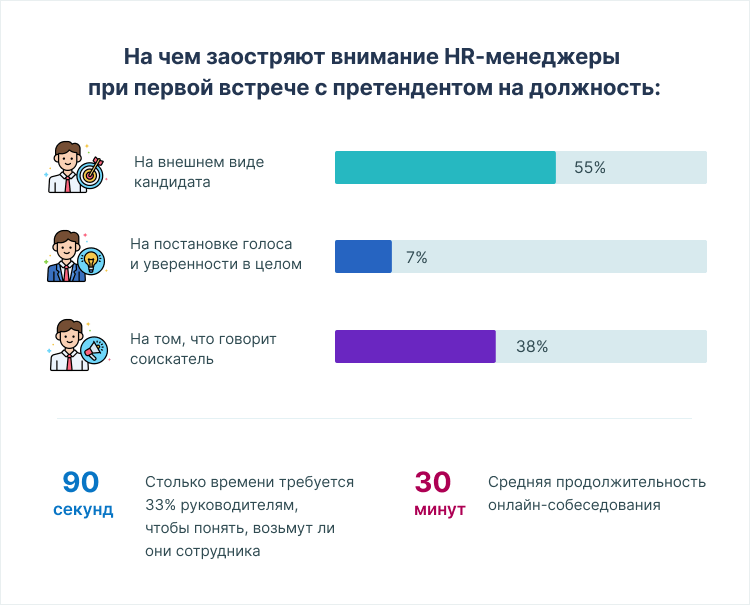 На чем заостряют внимание HR-менеджеры
при первой встрече с претендентом на должность:
На внешнем виде
кандидата
55%
На постановке голоса
и уверенности в целом
7%
На том, что говорит
соискатель
38%
90
секунд
Столько времени требуется
33% руководителям,
чтобы понять, возьмут ли
они сотрудника
30
минут
Средняя продолжительность
онлайн-собеседования